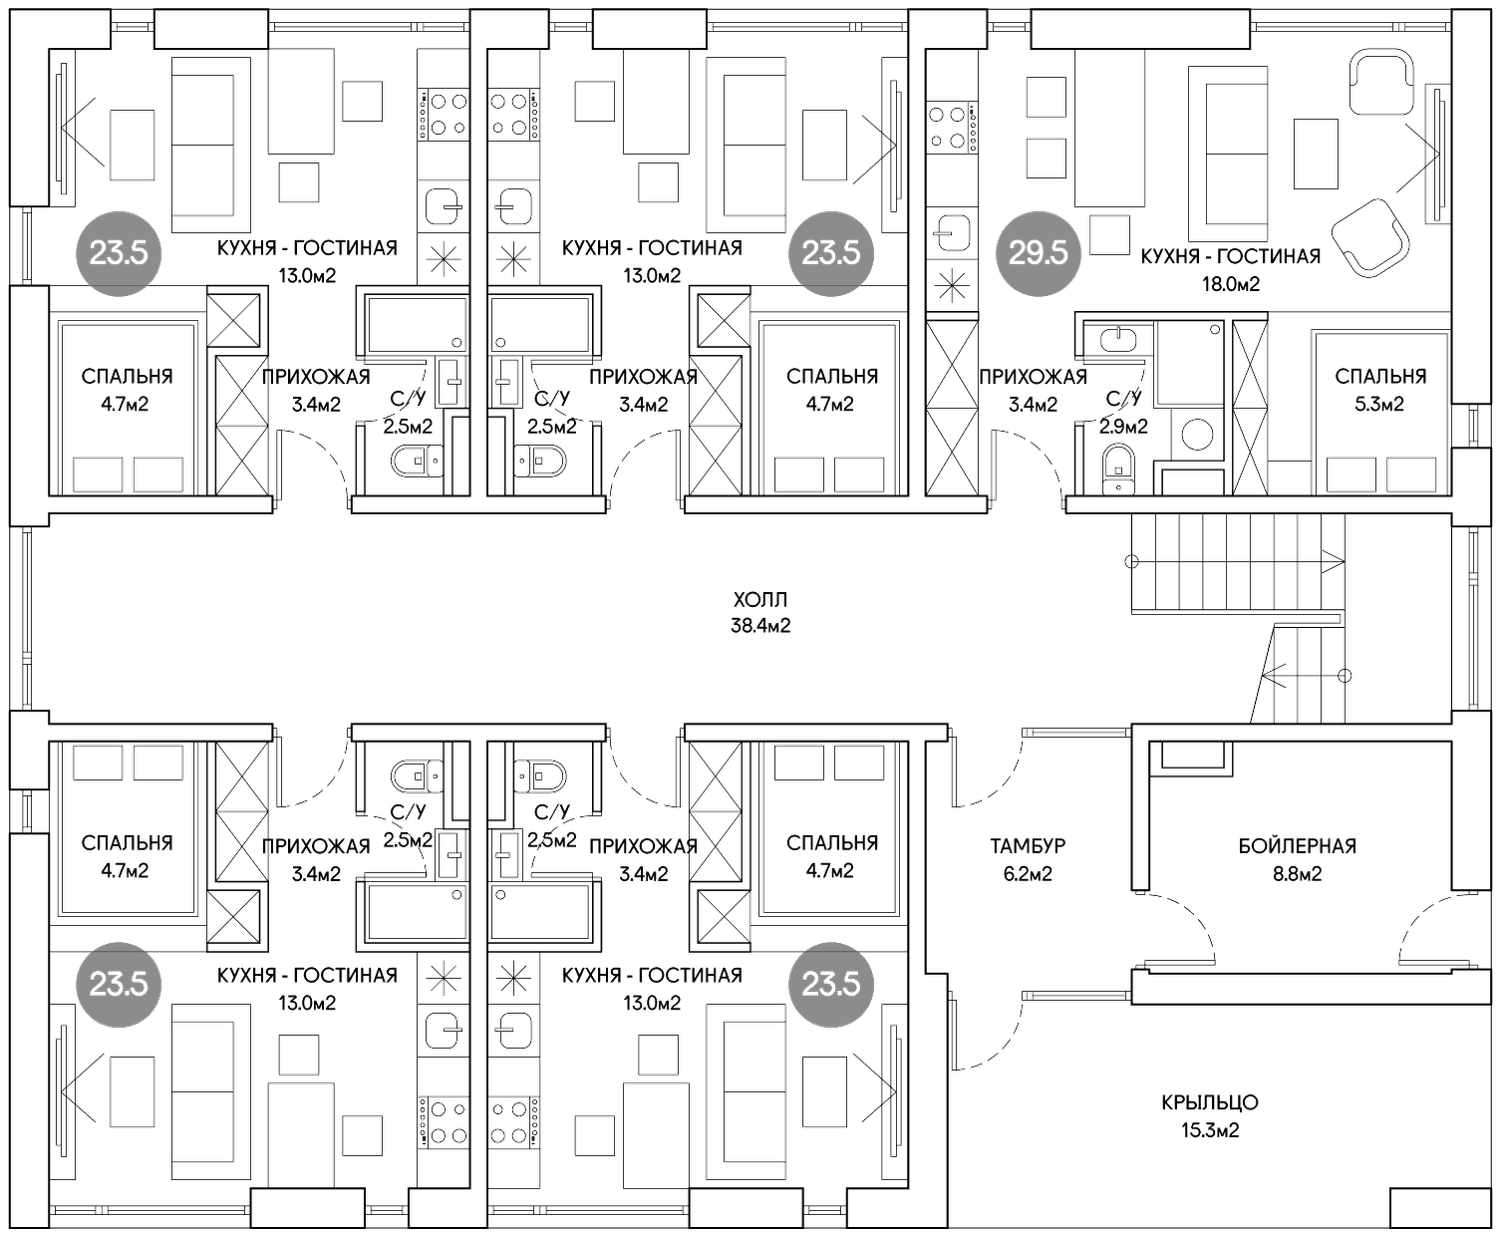 23.5
КУХНЯ - ГОСТИНАЯ
13.0м2
КУХНЯ - ГОСТИНАЯ
13.0м2
23.5
29.5
КУХНЯ - ГОСТИНАЯ
18.0м2
СПАЛЬНЯ
4.7м2
ПРИХОЖАЯ
3.4м2
С/У
2.5м2
С/У
2.5м2
ПРИХОЖАЯ
3.4м2
СПАЛЬНЯ
4.7м2
ПРИХОЖАЯ
3.4м2
С/У
2.9м2
СПАЛЬНЯ
5.3м2
ХОЛЛ
38.4м2
СПАЛЬНЯ
4.7м2
ПРИХОЖАЯ
3.4м2
С/У
2.5м2
С/У
2.5м2
ПРИХОЖАЯ
3.4м2
СПАЛЬНЯ
4.7м2
ТАМБУР
6.2м2
БОЙЛЕРНАЯ
8.8м2
23.5
КУХНЯ - ГОСТИНАЯ
13.0м2
КУХНЯ - ГОСТИНАЯ
13.0м2
23.5
КРЫЛЬЦО
15.3м2